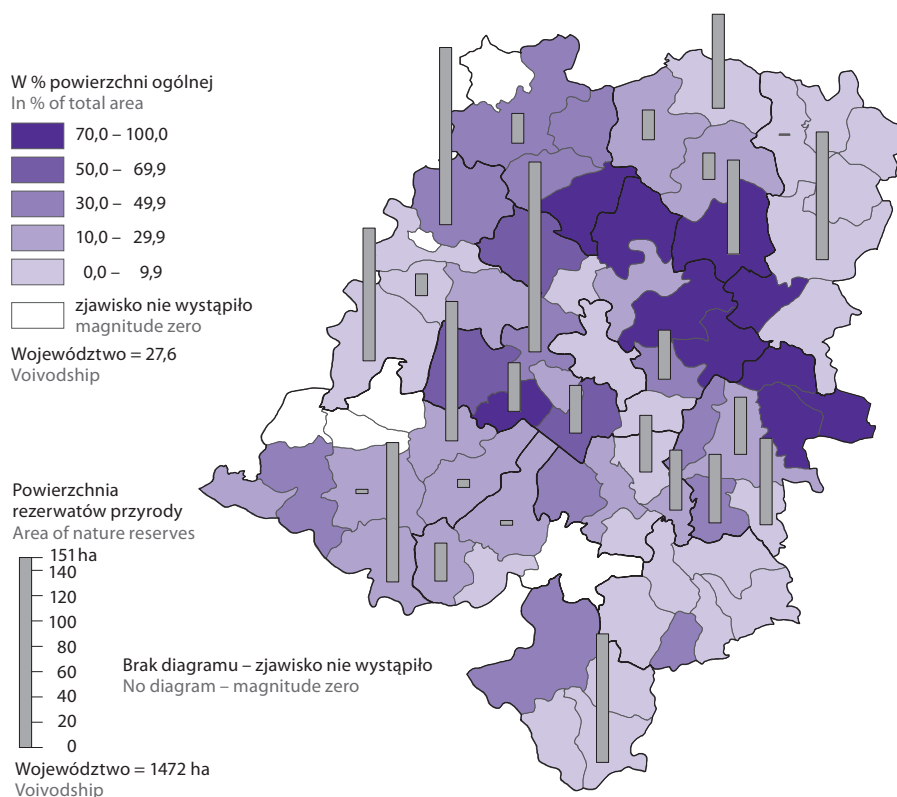 W % powierzchni ogólnej
In % of total area
70,0 – 100,0
50,0 – 69,9
30,0 – 49,9
10,0 – 29,9
0,0 – 9,9
zjawisko nie wystąpiło
magnitude zero
Województwo = 27,6
Voivodship
Powierzchnia
rezerwatów przyrody
Area of nature reserves
151 ha
140
120
100
80
60
40
20
0
Województwo = 1472 ha
Voivodship
Brak diagramu – zjawisko nie wystąpiło
No diagram – magnitude zero